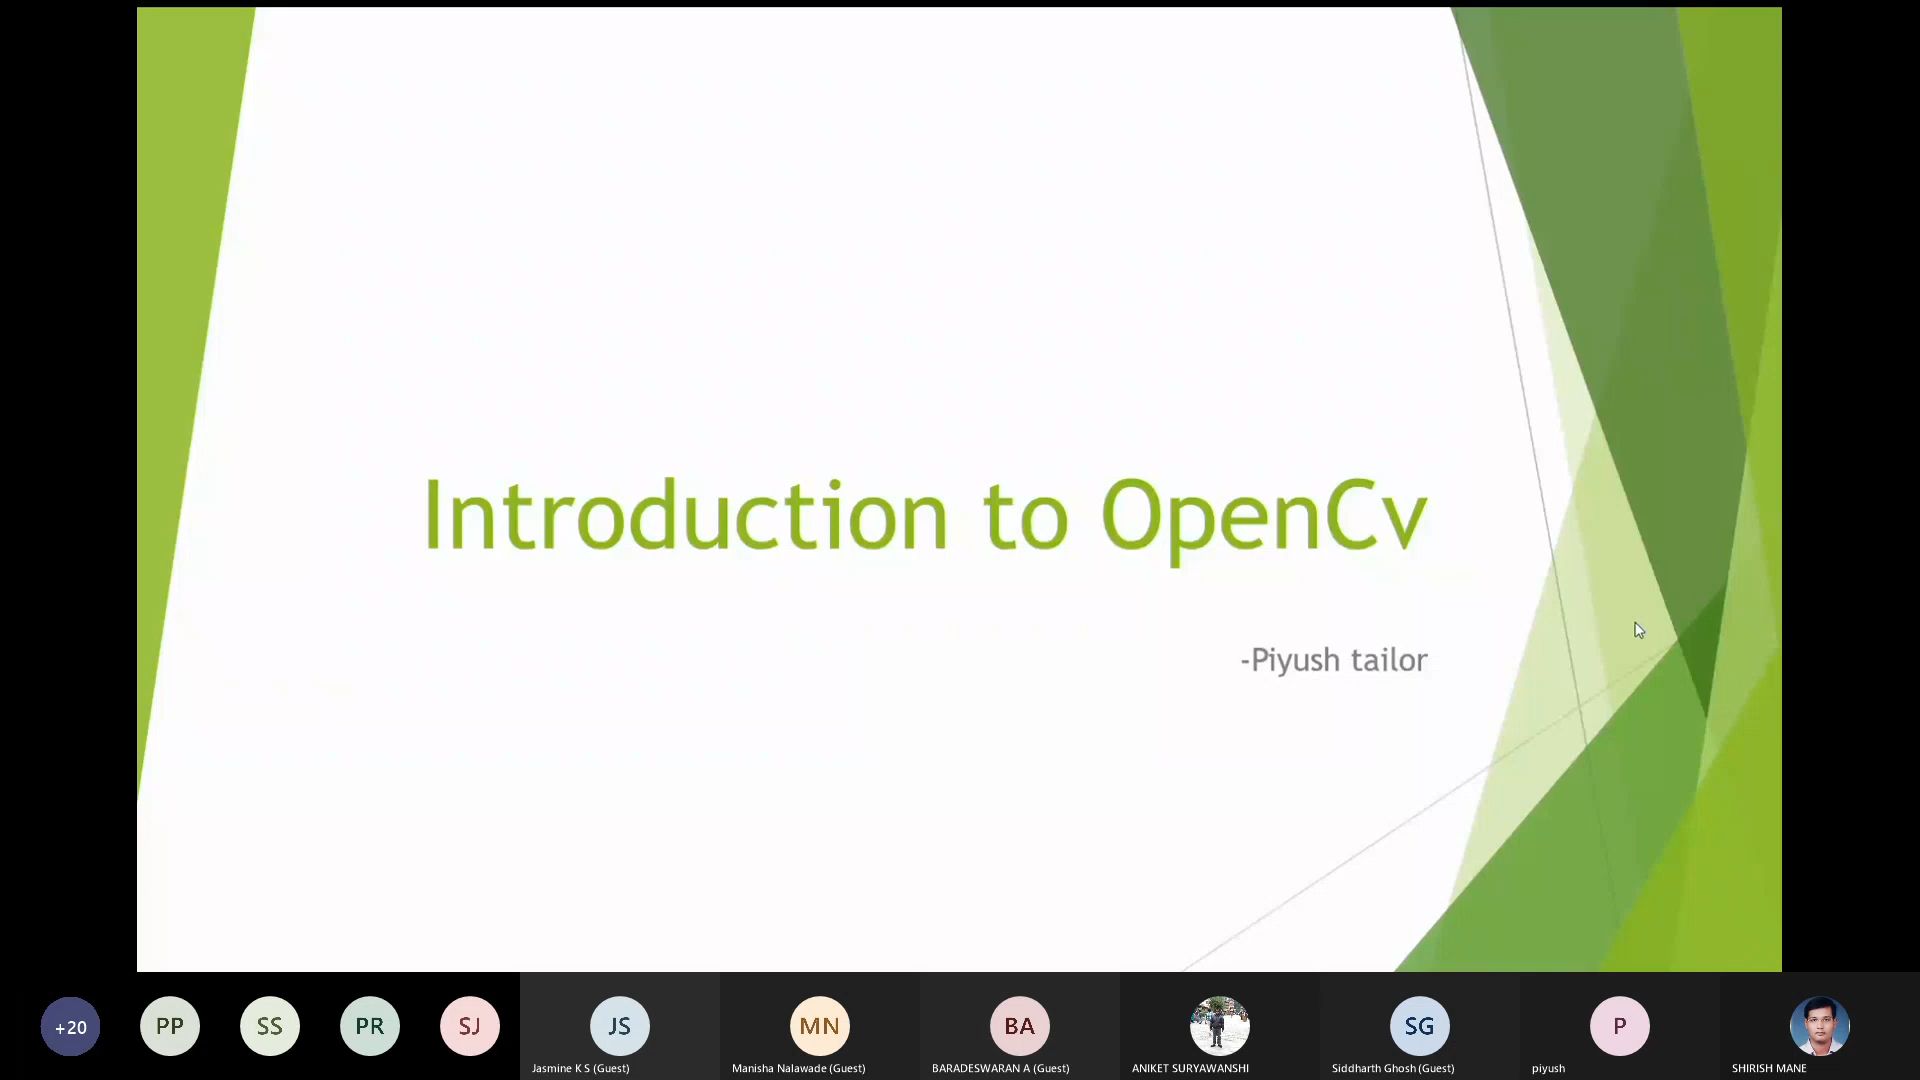 Introduction to OpenCv
-Piyush tailor
+20
PP
SS
PR
SJ
JS
MN
BA
SG
P
Jasmine K S (Guest)
Manisha Nalawade (Guest)
BARADESWARAN A (Guest)
ANIKET SURYAWANSHI
Siddharth Ghosh (Guest)
piyush
SHIRISH MANE